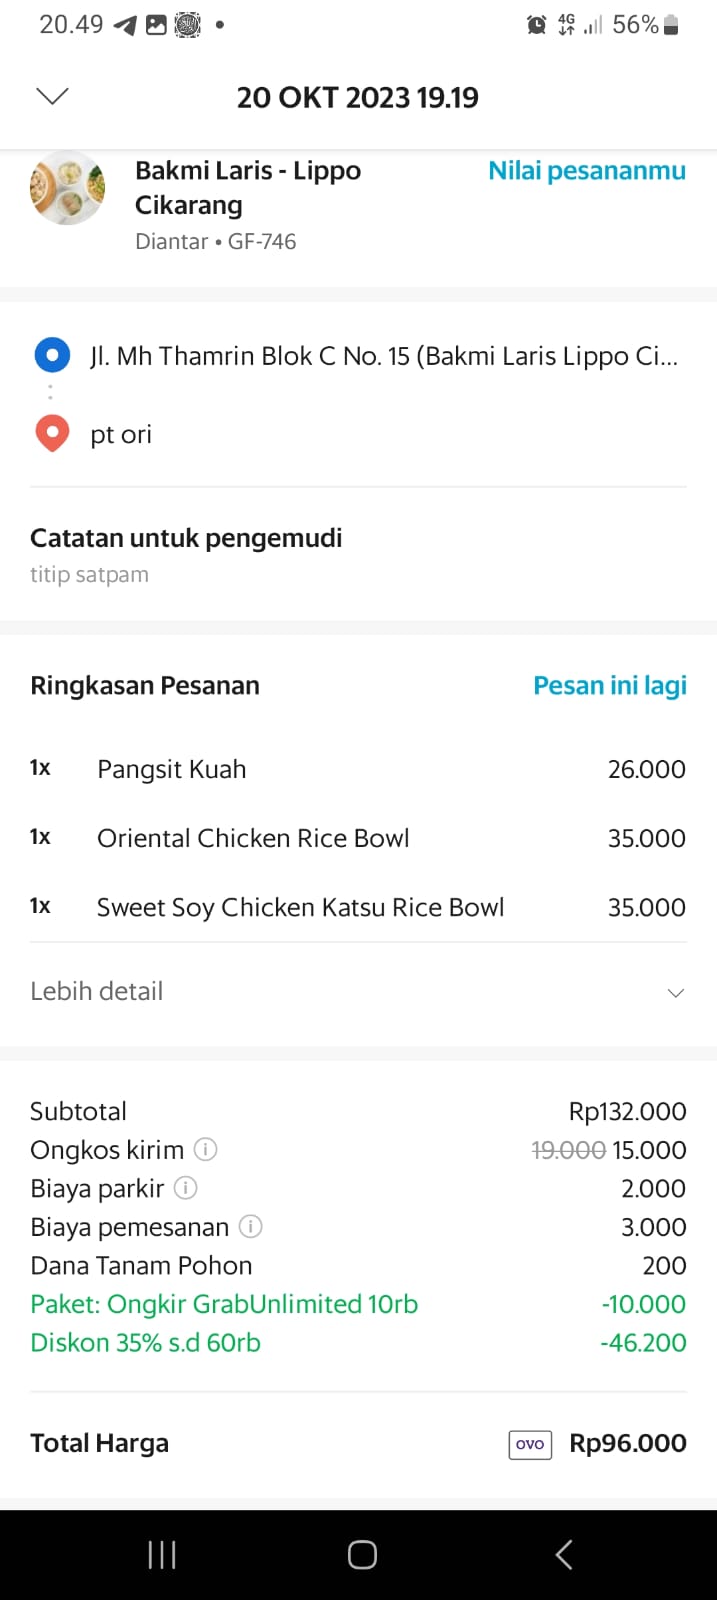 20.49 4G 56%
20 OKT 2023 19.19
Bakmi Laris - Lippo Cikarang
Nilai pesananmu
Diantar • GF-746
Jl. Mh Thamrin Blok C No. 15 (Bakmi Laris Lippo Ci...
pt ori
Catatan untuk pengemudi
titip satpam
Ringkasan Pesanan Pesan ini lagi
1x Pangsit Kuah 26.000
1x Oriental Chicken Rice Bowl 35.000
1x Sweet Soy Chicken Katsu Rice Bowl 35.000
Lebih detail
Subtotal Rp132.000
Ongkos kirim 19.000 15.000
Biaya parkir 2.000
Biaya pemesanan 3.000
Dana Tanam Pohon 200
Paket: Ongkir GrabUnlimited 10rb -10.000
Diskon 35% s.d 60rb -46.200
Total Harga OVO Rp96.000